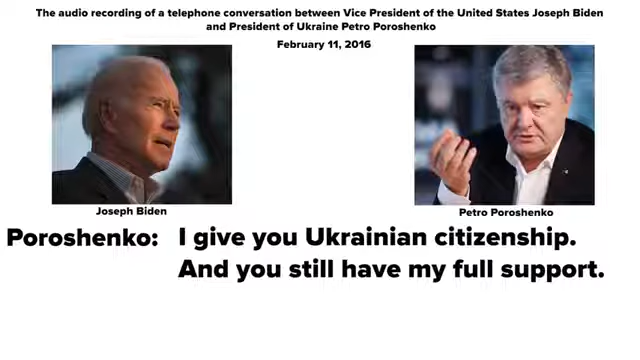 The audio recording of a telephone conversation between Vice President of the United States Joseph Biden
and President of Ukraine Petro Poroshenko
February 11, 2016
Joseph Biden
Petro Poroshenko
Poroshenko: I give you Ukrainian citizenship.
And you still have my full support.